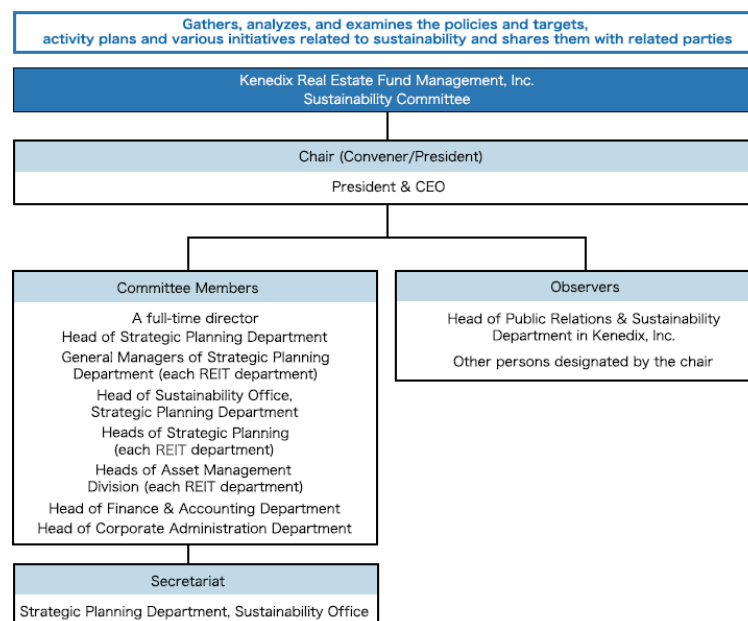 Gathers, analyzes, and examines the policies and targets,
activity plans and various initiatives related to sustainability and shares them with related parties
Kenedix Real Estate Fund Management, Inc.
Sustainability Committee
Chair (Convener/President)
President & CEO
Committee Members
A full-time director
Head of Strategic Planning Department
General Managers of Strategic Planning
Department (each REIT department)
Head of Sustainability Office,
Strategic Planning Department
Heads of Strategic Planning
(each REIT department)
Heads of Asset Management
Division (each REIT department)
Head of Finance & Accounting Department
Head of Corporate Administration Department
Observers
Head of Public Relations & Sustainability
Department in Kenedix, Inc.
Other persons designated by the chair
Secretariat
Strategic Planning Department, Sustainability Office